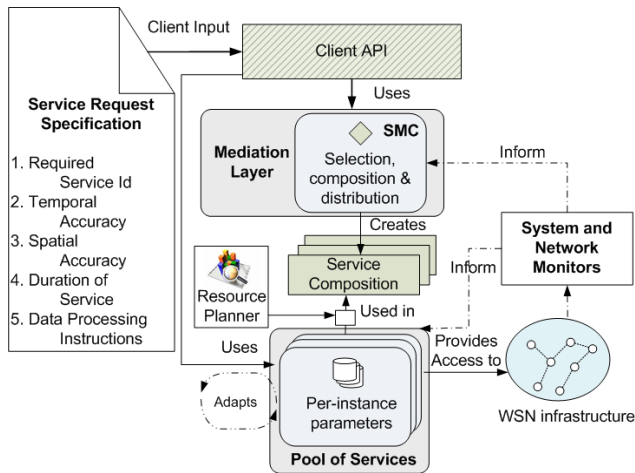 Client Input
Client API
Service Request
Specification
1. Required
Service Id
2. Temporal
Accuracy
3. Spatial
Accuracy
4. Duration of
Service
5. Data Processing
Instructions
Uses
Mediation
Layer
SMC
Selection,
composition &
distribution
Inform
Creates
System and
Network
Monitors
Service
Composition
Inform
Resource
Planner
Used in
Uses
Provides
Access to
Adapts
Per-instance
parameters
WSN infrastructure
Pool of Services